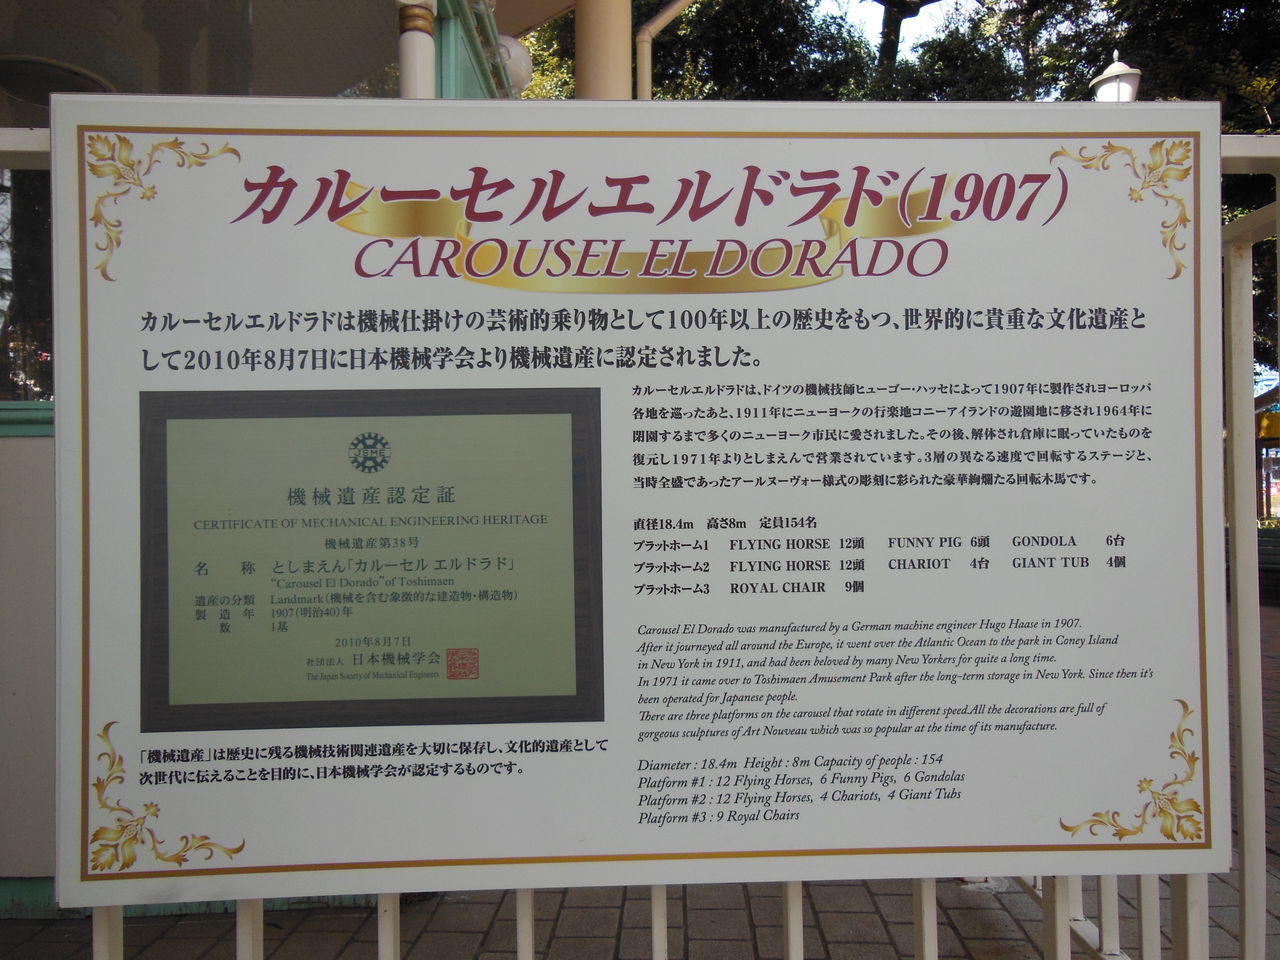 カルーセルエルドラド(1907)
CAROUSEL EL DORADO
カルーセルエルドラドは機械仕掛けの芸術的乗り物として100年以上の歴史をもつ、世界的に貴重な文化遺産と
して2010年8月7日に日本機械学会より機械遺産に認定されました。
JSME
機械遺産認定証
CERTIFICATE OF MECHANICAL ENGINEERING HERITAGE
機械遺産第38号
名 称 としまえん「カルーセル エルドラド」
"Carousel El Dorado" of Toshimaen
遺産の分類 Landmark(機械を含む象徴的な建造物・構造物)
製 造 年 1907(明治40)年
数 1基
2010年8月7日
社団法人 日本機械学会
The Japan Society of Mechanical Engineers
「機械遺産」は歴史に残る機械技術関連遺産を大切に保存し、文化的遺産として
次世代に伝えることを目的に、日本機械学会が認定するものです。
カルーセルエルドラドは、ドイツの機械技師ヒューゴー・ハッセによって1907年に製作されヨーロッパ
各地を巡ったあと、1911年にニューヨークの行楽地コニーアイランドの遊園地に移され1964年に
閉園するまで多くのニューヨーク市民に愛されました。その後、解体され倉庫に眠っていたものを
復元し1971年よりとしまえんで営業されています。3層の異なる速度で回転するステージと、
当時全盛であったアールヌーヴォー様式の彫刻に彩られた豪華絢爛たる回転木馬です。
直径18.4m 高さ8m 定員154名
プラットホーム1 FLYING HORSE 12頭 FUNNY PIG 6頭 GONDOLA 6台
プラットホーム2 FLYING HORSE 12頭 CHARIOT 4台 GIANT TUB 4個
プラットホーム3 ROYAL CHAIR 9個
Carousel El Dorado was manufactured by a German machine engineer Hugo Haase in 1907.
After it journeyed all around the Europe, it went over the Atlantic Ocean to the park in Coney Island
in New York in 1911, and had been beloved by many New Yorkers for quite a long time.
In 1971 it came over to Toshimaen Amusement Park after the long-term storage in New York. Since then it's
been operated for Japanese people.
There are three platforms on the carousel that rotate in different speed.All the decorations are full of
gorgeous sculptures of Art Nouveau which was so popular at the time of its manufacture.
Diameter : 18.4m Height : 8m Capacity of people : 154
Platform #1 : 12 Flying Horses, 6 Funny Pigs, 6 Gondolas
Platform #2 : 12 Flying Horses, 4 Chariots, 4 Giant Tubs
Platform #3 : 9 Royal Chairs